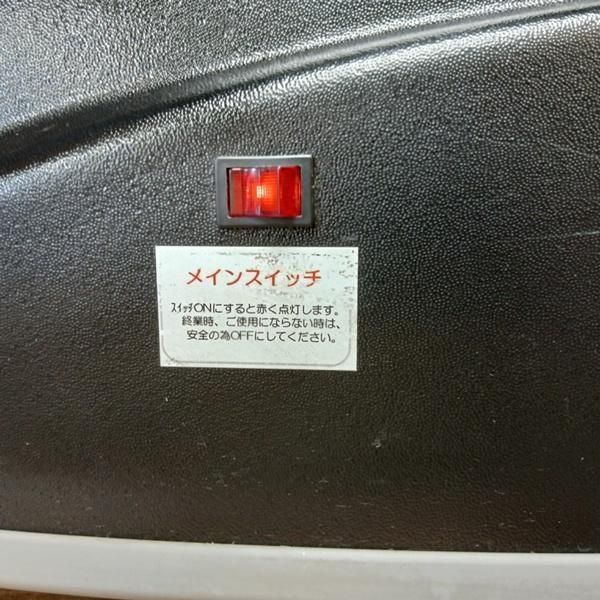 メインスイッチ
ｽｲｯﾁONにすると赤く点灯します。
終業時、ご使用にならない時は、
安全の為OFFにしてください。